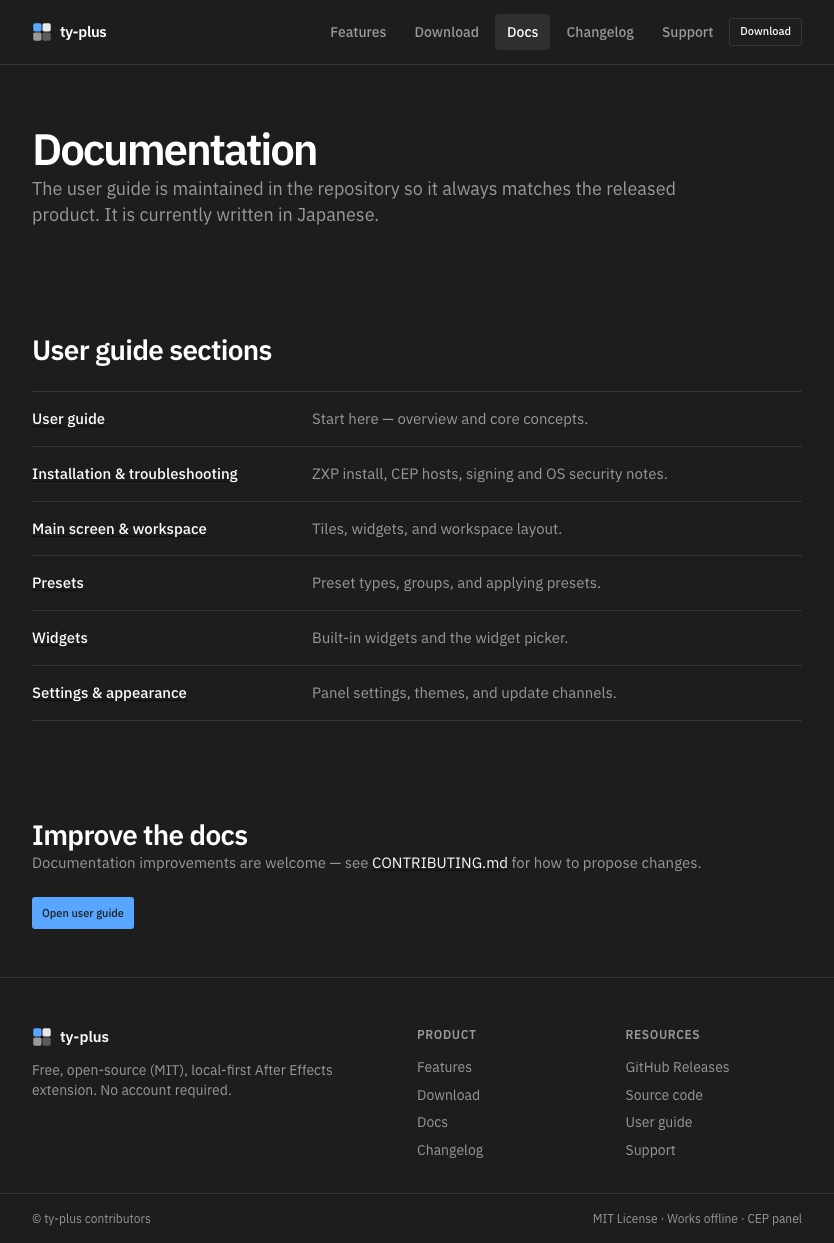 ty-plus
Features Download Docs Changelog Support Download
Documentation
The user guide is maintained in the repository so it always matches the released
product. It is currently written in Japanese.
User guide sections
User guide Start here — overview and core concepts.
Installation & troubleshooting ZXP install, CEP hosts, signing and OS security notes.
Main screen & workspace Tiles, widgets, and workspace layout.
Presets Preset types, groups, and applying presets.
Widgets Built-in widgets and the widget picker.
Settings & appearance Panel settings, themes, and update channels.
Improve the docs
Documentation improvements are welcome — see CONTRIBUTING.md for how to propose changes.
Open user guide
ty-plus
Free, open-source (MIT), local-first After Effects
extension. No account required.
PRODUCT
Features
Download
Docs
Changelog
RESOURCES
GitHub Releases
Source code
User guide
Support
© ty-plus contributors
MIT License · Works offline · CEP panel